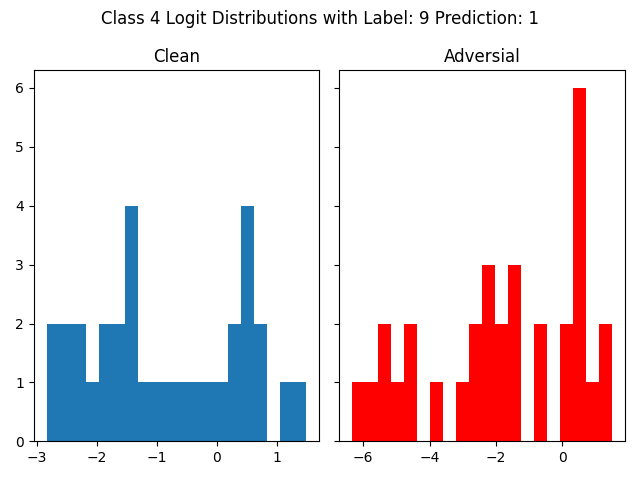 Class 4 Logit Distributions with Label: 9 Prediction: 1
Clean
Adversial
6
5
4
3
2
1
0
−3 −2 −1 0 1
−6 −4 −2 0